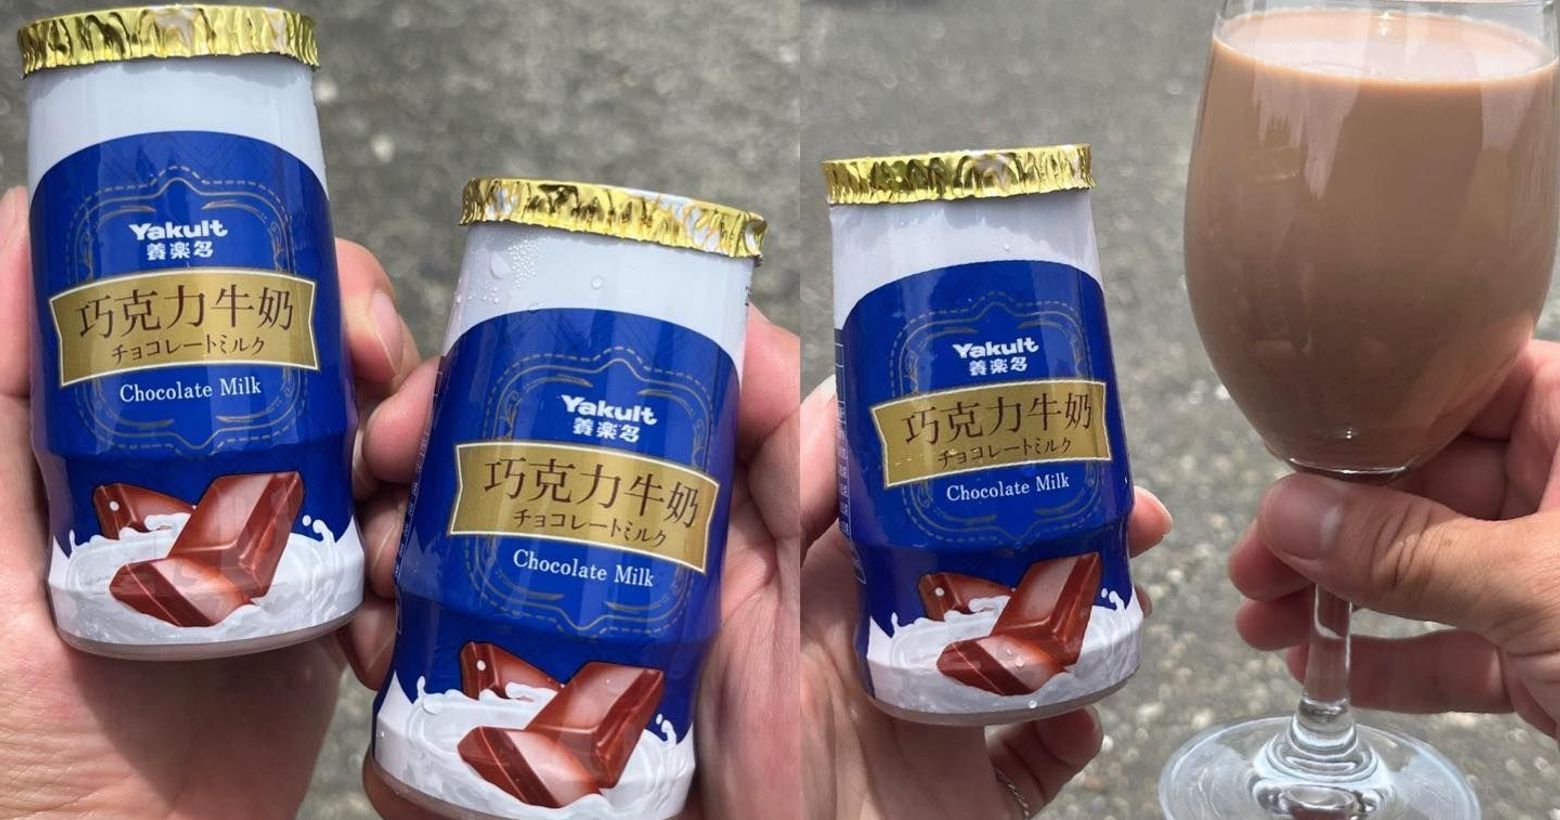 Yakult
養楽多
巧克力牛奶
チョコレートミルク
Chocolate Milk
Yakult
養楽多
巧克力牛奶
チョコレートミルク
Chocolate Milk
Yakult
養楽多
巧克力牛奶
チョコレートミルク
Chocolate Milk